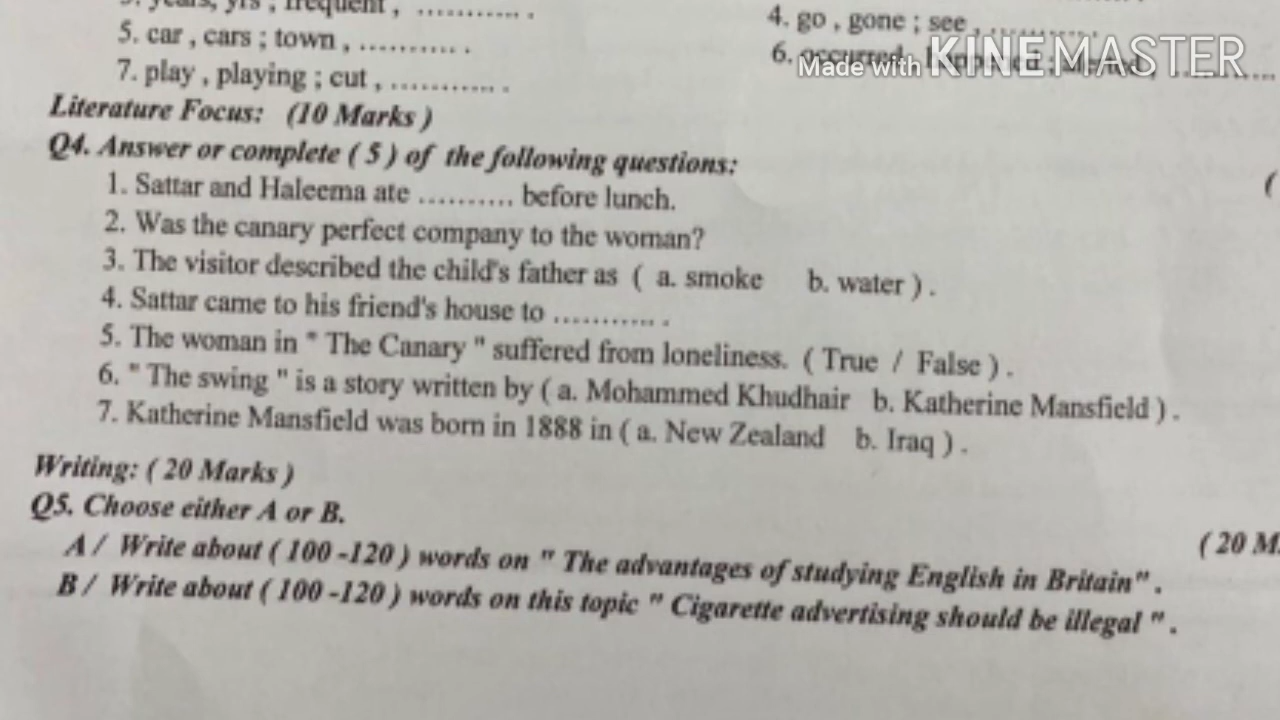 years, yrs ; frequent , ............ .
4. go , gone ; see , ............. .
5. car , cars ; town , ........... .
6. occurred
Made with KINEMASTER
7. play , playing ; cut , ............ .
Literature Focus: (10 Marks )
Q4. Answer or complete ( 5 ) of the following questions:
(
1. Sattar and Haleema ate .......... before lunch.
2. Was the canary perfect company to the woman?
3. The visitor described the child's father as ( a. smoke b. water ) .
4. Sattar came to his friend's house to ............ .
5. The woman in " The Canary " suffered from loneliness. ( True / False ) .
6. " The swing " is a story written by ( a. Mohammed Khudhair b. Katherine Mansfield ) .
7. Katherine Mansfield was born in 1888 in ( a. New Zealand b. Iraq ) .
Writing: ( 20 Marks )
Q5. Choose either A or B.
( 20 M.
A / Write about ( 100 -120 ) words on " The advantages of studying English in Britain" .
B / Write about ( 100 -120 ) words on this topic " Cigarette advertising should be illegal " .